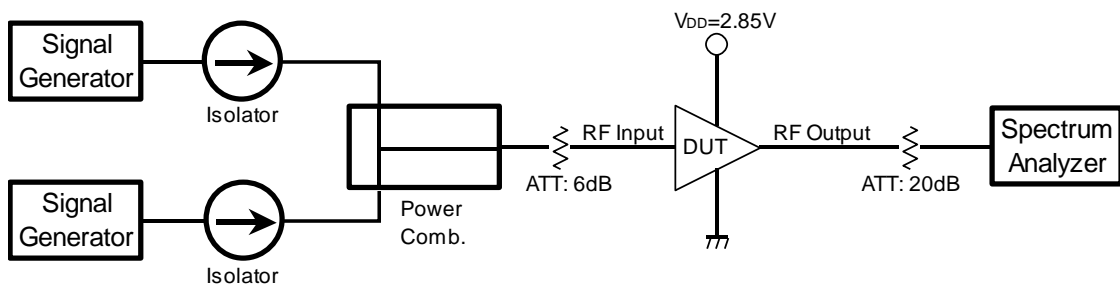 Signal
Generator
Isolator
VDD=2.85V
RF Input
DUT
RF Output
ATT: 6dB
ATT: 20dB
Spectrum
Analyzer
Power
Comb.
Signal
Generator
Isolator